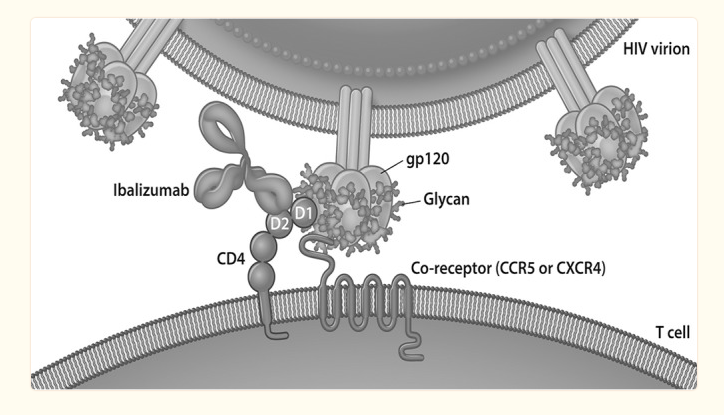 HIV virion
gp120
Ibalizumab
Glycan
D1
D2
CD4
Co-receptor (CCR5 or CXCR4)
T cell